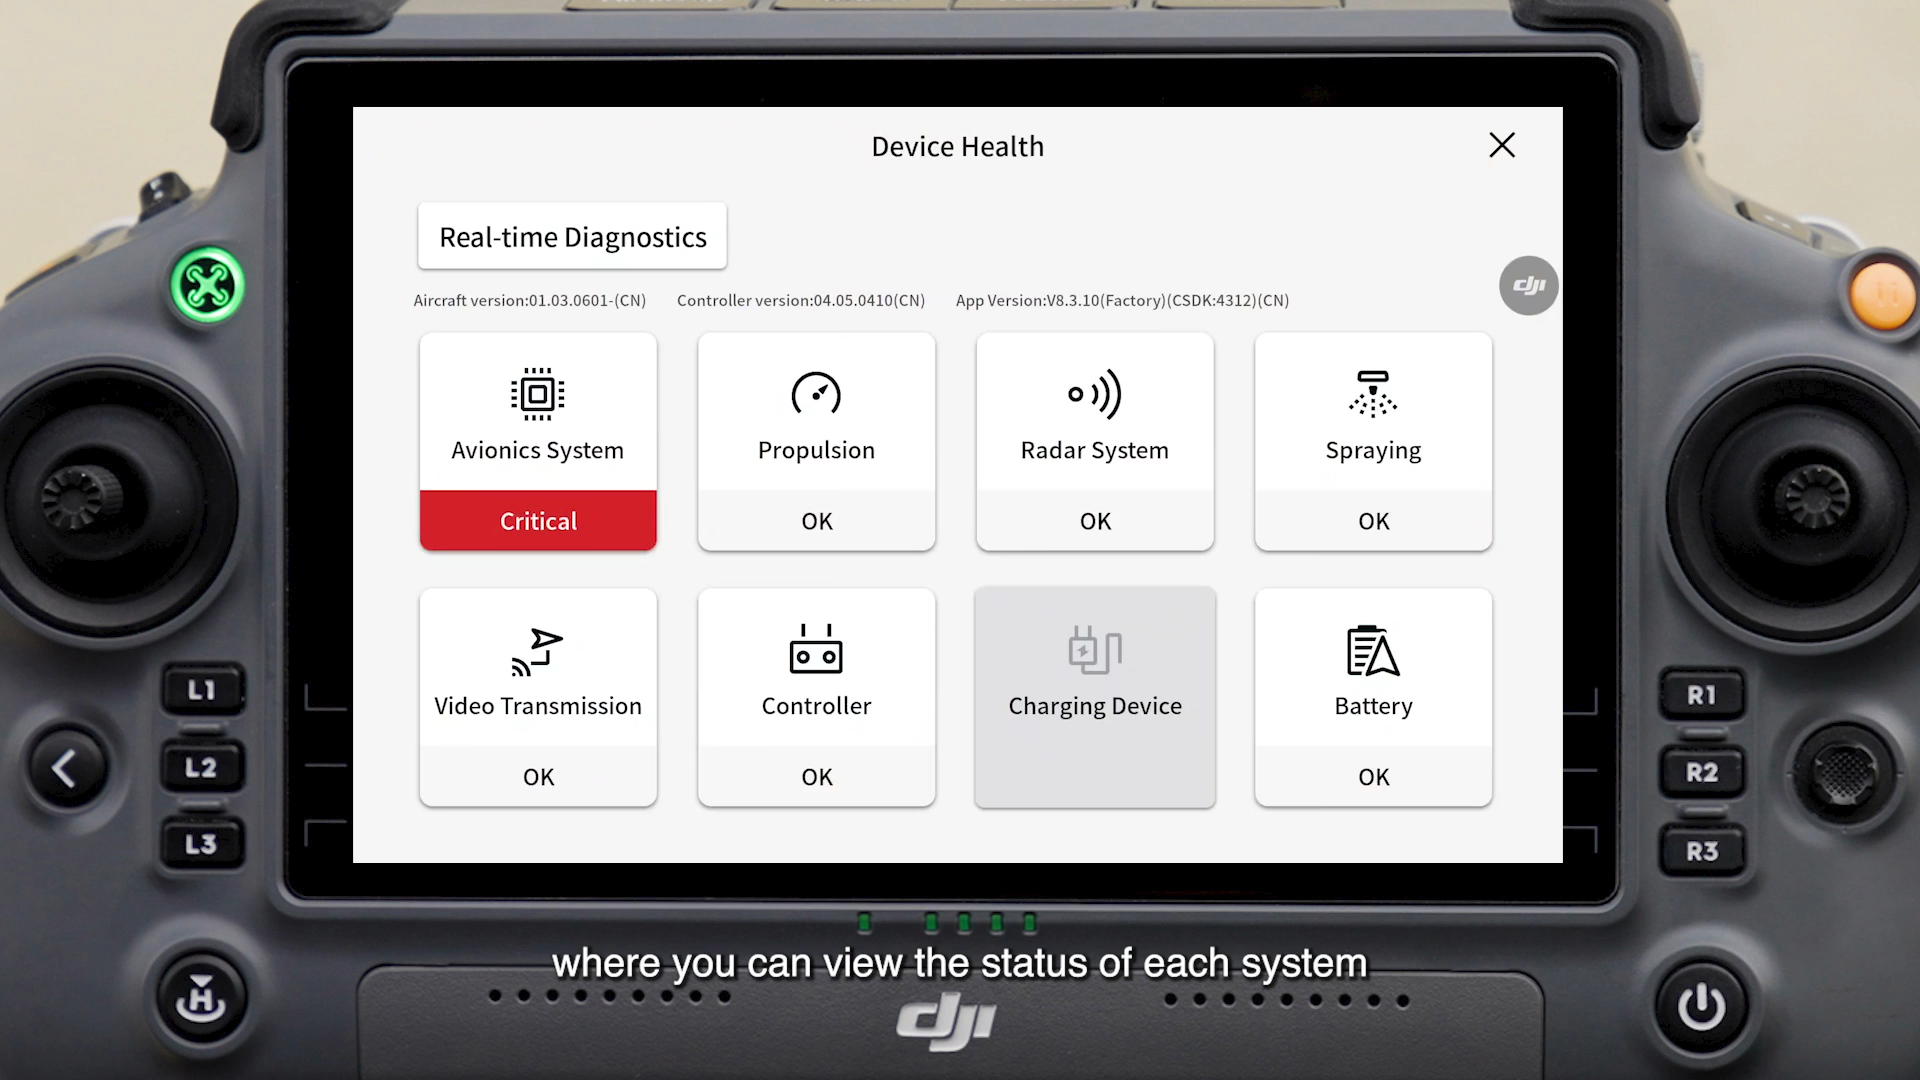 Device Health
Real-time Diagnostics
Aircraft version:01.03.0601-(CN) Controller version:04.05.0410(CN) App Version:V8.3.10(Factory)(CSDK:4312)(CN)
dji
Avionics System
Critical
Propulsion
OK
Radar System
OK
Spraying
OK
Video Transmission
OK
Controller
OK
Charging Device
Battery
OK
L1
L2
L3
R1
R2
R3
H
where you can view the status of each system
dji